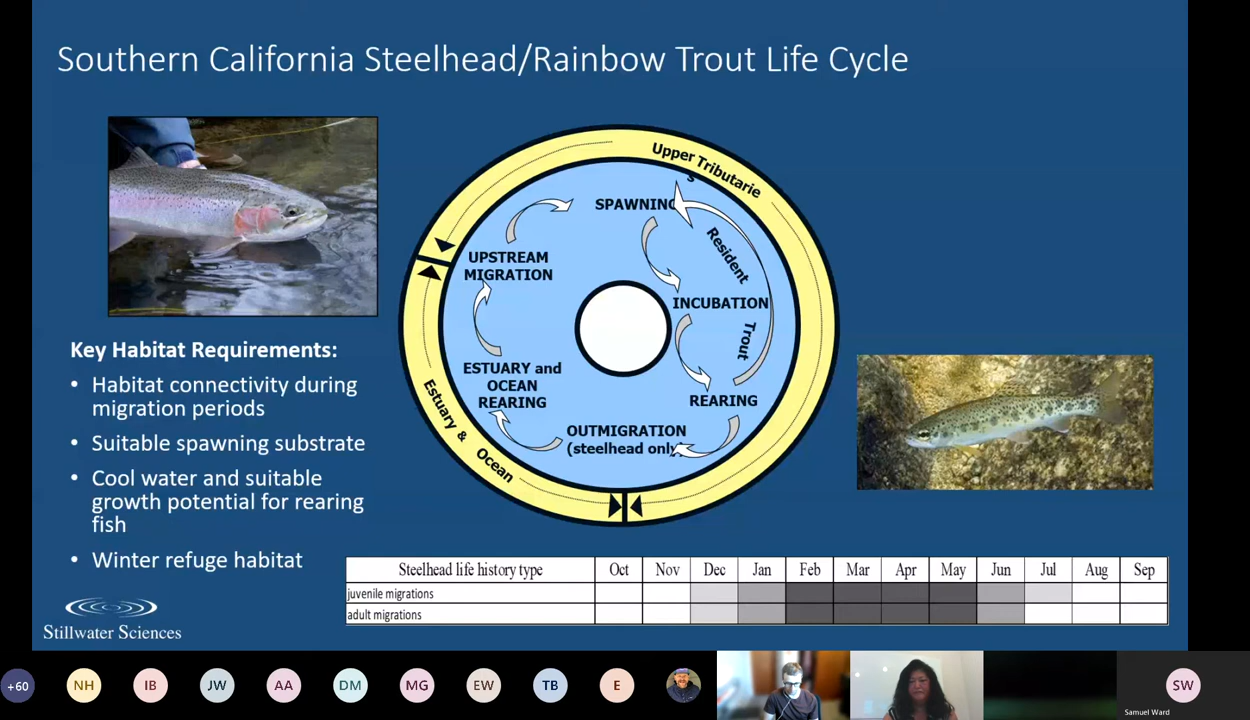 Southern California Steelhead/Rainbow Trout Life Cycle
Upper Tributarie
s
SPAWNING
Resident
Trout
UPSTREAM
MIGRATION
INCUBATION
ESTUARY and
OCEAN
REARING
REARING
OUTMIGRATION
(steelhead only)
Estuary & Ocean
Key Habitat Requirements:
• Habitat connectivity during
migration periods
• Suitable spawning substrate
• Cool water and suitable
growth potential for rearing
fish
• Winter refuge habitat
Steelhead life history type Oct Nov Dec Jan Feb Mar Apr May Jun Jul Aug Sep
juvenile migrations
adult migrations
Stillwater Sciences
+60 NH IB JW AA DM MG EW TB E SW
Samuel Ward